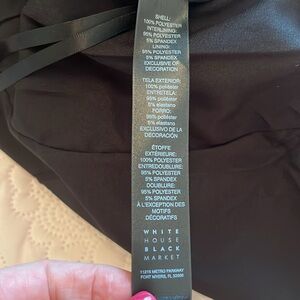 SHELL:
100% POLYESTER
INTERLINING:
95% POLYESTER
5% SPANDEX
LINING:
95% POLYESTER
5% SPANDEX
EXCLUSIVE OF
DECORATION
TELA EXTERIOR:
100% poliéster
ENTRETELA:
95% poliéster
5% elastano
FORRO:
95% poliéster
5% elastano
EXCLUSIVO DE LA
DECORACIÓN
ÉTOFFE
EXTÉRIEURE:
100% POLYESTER
ENTREDOUBLURE:
95% POLYESTER
5% SPANDEX
DOUBLURE:
95% POLYESTER
5% SPANDEX
À L'EXCEPTION DES
MOTIFS
DÉCORATIFS
WHITE
HOUSE
BLACK
MARKET
11215 METRO PARKWAY
FORT MYERS, FL 33966